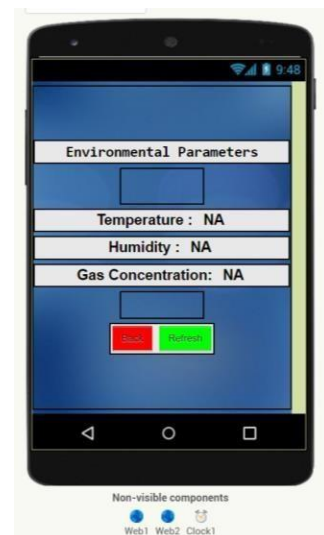 9:48
Environmental Parameters
Temperature : NA
Humidity : NA
Gas Concentration: NA
Back Refresh
Non-visible components
Web1 Web2 Clock1